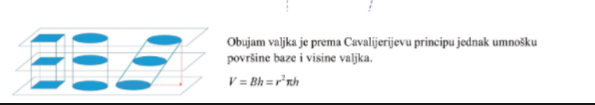 Obujam valjka je prema Cavalijerijevu principu jednak umnošku
površine baze i visine valjka.
V = Bh = r²πh